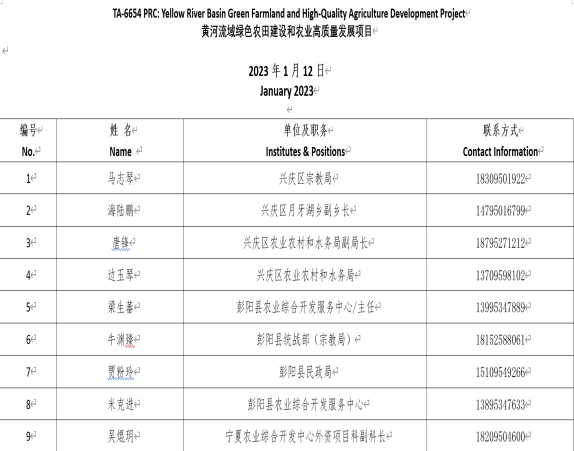 TA-6654 PRC: Yellow River Basin Green Farmland and High-Quality Agriculture Development Project
黄河流域绿色农田建设和农业高质量发展项目
2023 年 1 月 12 日
January 2023
编号 姓 名 单位及职务 联系方式
No. Name Institutes & Positions Contact Information
1 马志琴 兴庆区宗教局 18309501922
2 海陆鹏 兴庆区月牙湖乡副乡长 14795016799
3 唐锋 兴庆区农业农村和水务局副局长 18795271212
4 边玉琴 兴庆区农业农村和水务局 13709598102
5 梁生蕃 彭阳县农业综合开发服务中心/主任 13995347889
6 牛渊臻 彭阳县统战部（宗教局） 18152588061
7 贾粉玲 彭阳县民政局 15109549266
8 米克进 彭阳县农业综合开发服务中心 13895347633
9 吴焜玥 宁夏农业综合开发中心外资项目科副科长 18209504600